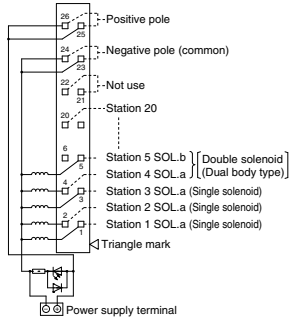 26
Positive pole
25
24
Negative pole (common)
23
22
Not use
21
20
Station 20
6
Station 5 SOL.b
5
Station 4 SOL.a
Double solenoid
(Dual body type)
4
Station 3 SOL.a (Single solenoid)
3
Station 2 SOL.a (Single solenoid)
2
Station 1 SOL.a (Single solenoid)
1
Triangle mark
Power supply terminal